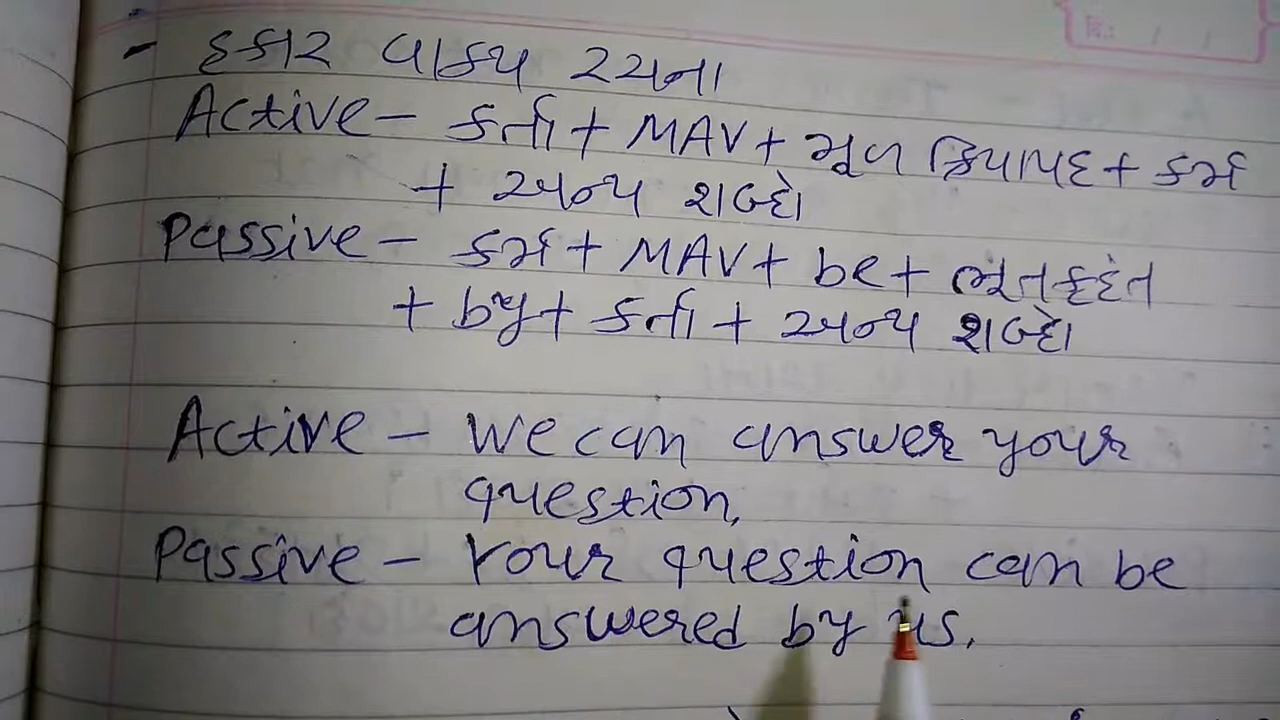 - હકાર વાક્ય રચના
Active - કર્તા + MAV + મૂળ ક્રિયાપદ + કર્મ
+ અન્ય શબ્દો
Passive - કર્મ + MAV + be + ભૂતકૃદંત
+ by + કર્તા + અન્ય શબ્દો
Active - We can answer your
question.
Passive - Your question can be
answered by us.